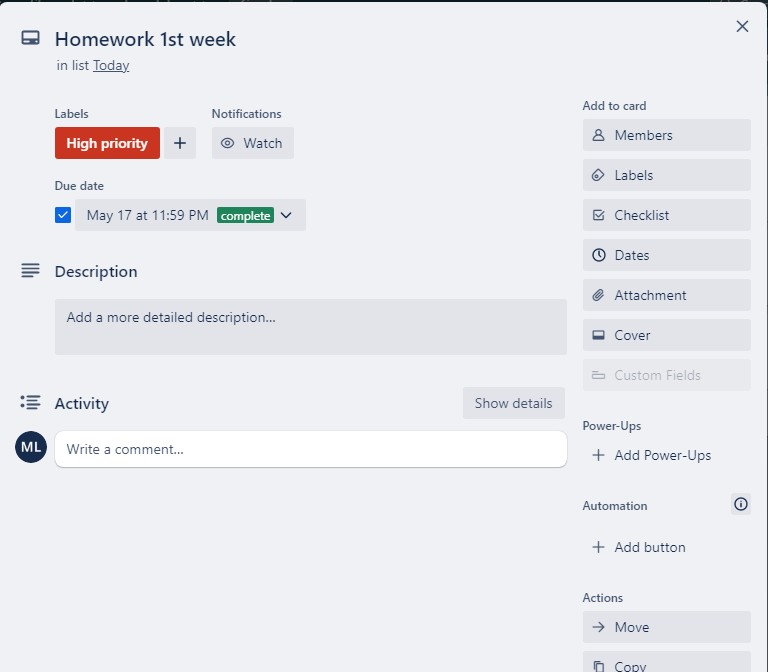 Homework 1st week
in list Today
Labels
High priority
Notifications
Watch
Due date
May 17 at 11:59 PM complete
Description
Add a more detailed description...
Activity
Show details
ML
Write a comment...
Add to card
Members
Labels
Checklist
Dates
Attachment
Cover
Custom Fields
Power-Ups
Add Power-Ups
Automation
Add button
Actions
Move
Copy